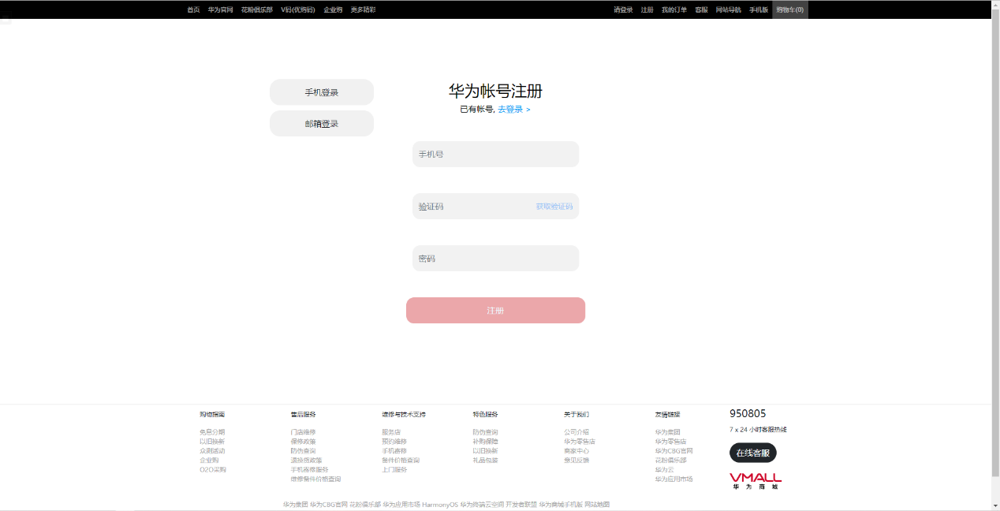 首页 华为官网 花粉俱乐部 V码(优购码) 企业购 更多精彩 请登录 注册 我的订单 客服 网站导航 手机版 购物车(0)
手机登录
邮箱登录
华为帐号注册
已有帐号, 去登录 >
手机号
验证码 获取验证码
密码
注册
购物指南
免息分期
以旧换新
众测活动
企业购
O2O采购
售后服务
门店维修
保修政策
防伪查询
退换货政策
手机寄修服务
维修备件价格查询
维修与技术支持
服务店
预约维修
手机寄修
备件价格查询
上门服务
特色服务
防伪查询
补购保障
以旧换新
礼品包装
关于我们
公司介绍
华为零售店
商家中心
意见反馈
友情链接
华为集团
华为零售店
华为CBG官网
花粉俱乐部
华为云
华为应用市场
950805
7 x 24 小时客服热线
在线客服
VMALL
华为商城
华为集团 华为CBG官网 花粉俱乐部 华为应用市场 HarmonyOS 华为终端云空间 开发者联盟 华为商城手机版 网站地图